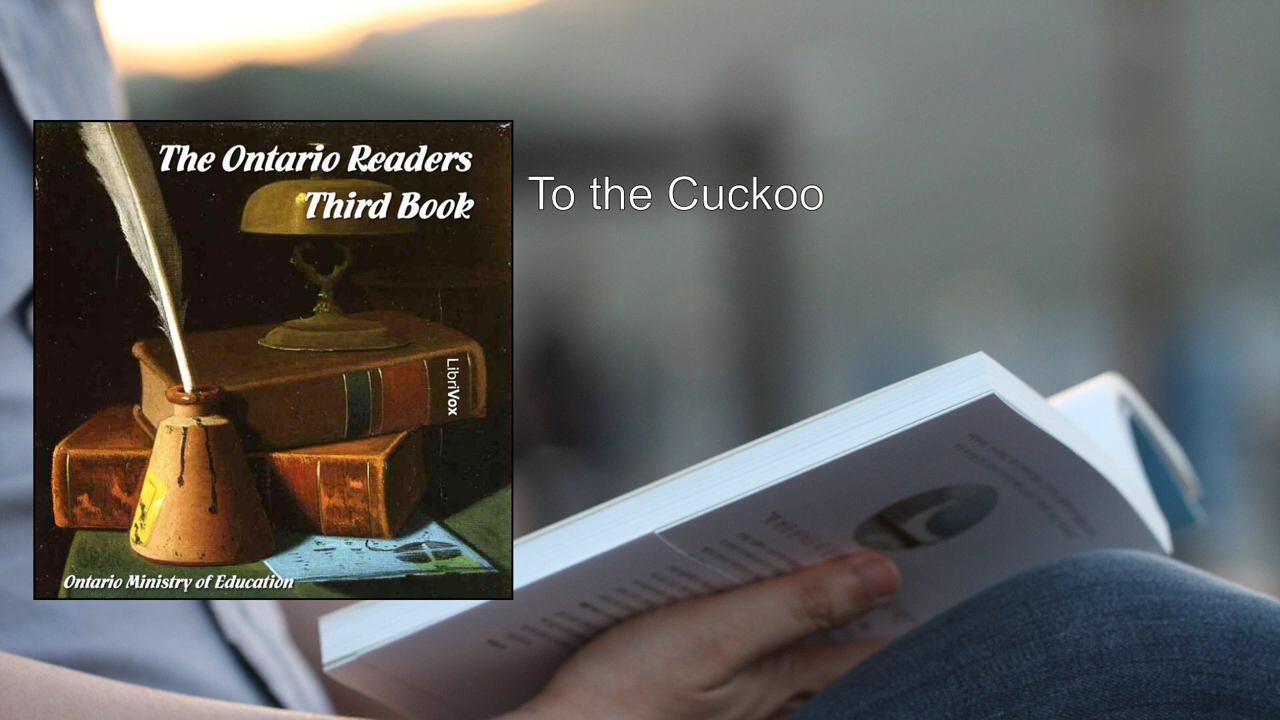 The Ontario Readers
Third Book
To the Cuckoo
LibriVox
Ontario Ministry of Education